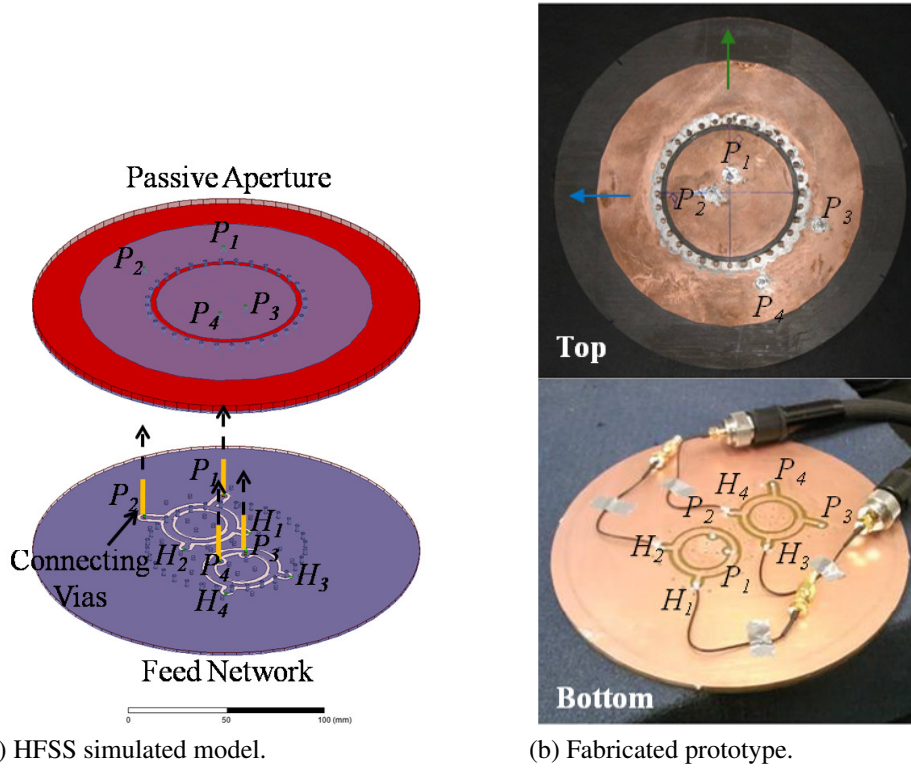 Passive Aperture
P1
P2
P3
P4
P1
P2
H1
P3
Connecting
Vias
H2
P4
H3
H4
Feed Network
0 50 100 (mm)
) HFSS simulated model.
P1
P2
P3
P4
Top
P4
H4
P3
P2
H2
H3
P1
H1
Bottom
(b) Fabricated prototype.